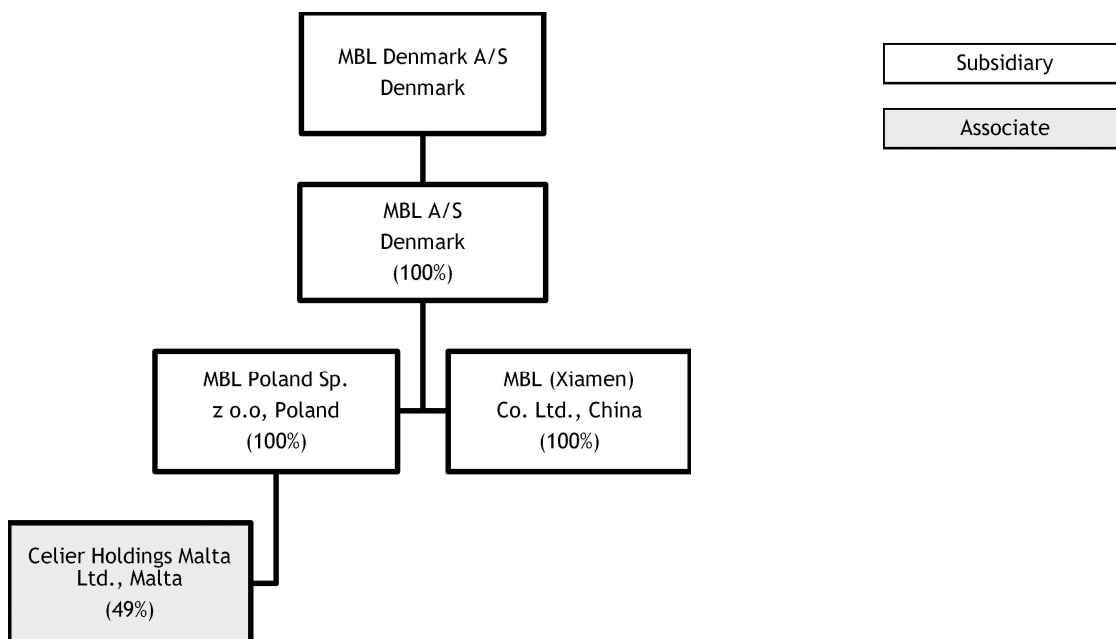 MBL Denmark A/S
Denmark
Subsidiary
Associate
MBL A/S
Denmark
(100%)
MBL Poland Sp.
z o.o, Poland
(100%)
MBL (Xiamen)
Co. Ltd., China
(100%)
Celier Holdings Malta
Ltd., Malta
(49%)